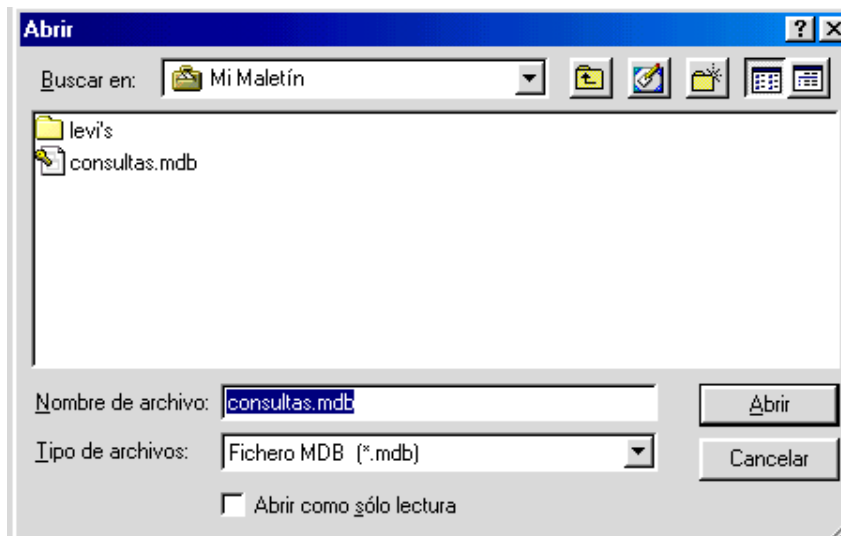 Abrir
Buscar en: Mi Maletín
levi's
consultas.mdb
Nombre de archivo: consultas.mdb Abrir
Tipo de archivos: Fichero MDB (*.mdb) Cancelar
Abrir como sólo lectura